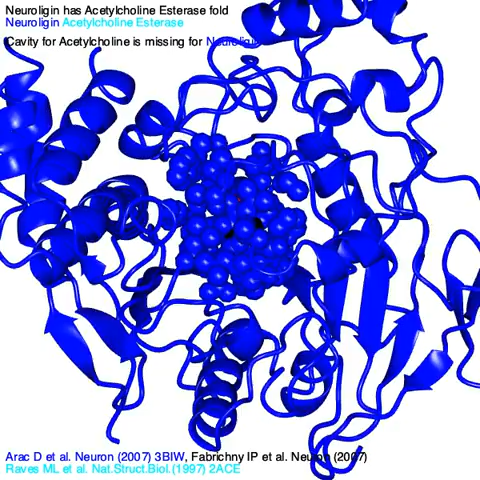 Neuroligin has Acetylcholine Esterase fold
Neuroligin Acetylcholine Esterase
Cavity for Acetylcholine is missing for Neuroligin
Arac D et al. Neuron (2007) 3BIW, Fabrichny IP et al. Neuron (2007)
Raves ML et al. Nat.Struct.Biol.(1997) 2ACE